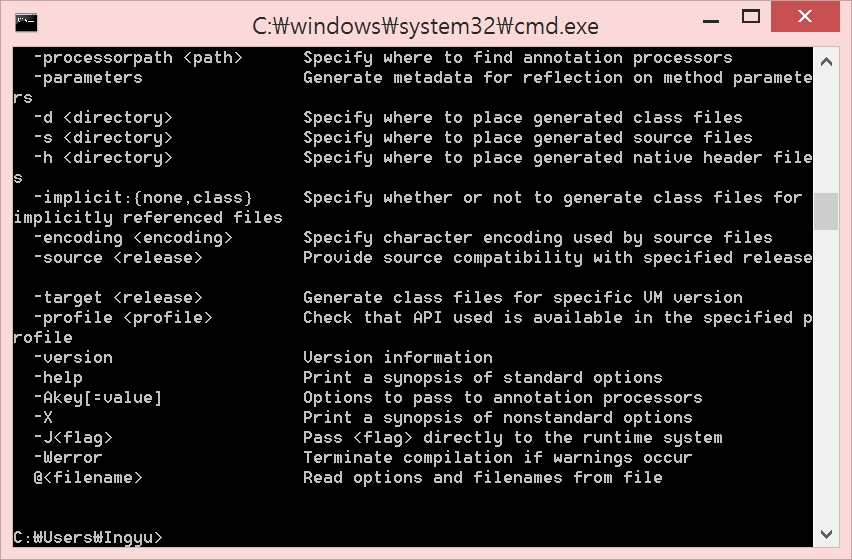 C:₩windows₩system32₩cmd.exe
-processorpath <path> Specify where to find annotation processors
-parameters Generate metadata for reflection on method paramete
rs
-d <directory> Specify where to place generated class files
-s <directory> Specify where to place generated source files
-h <directory> Specify where to place generated native header file
s
-implicit:{none,class} Specify whether or not to generate class files for
implicitly referenced files
-encoding <encoding> Specify character encoding used by source files
-source <release> Provide source compatibility with specified release
-target <release> Generate class files for specific VM version
-profile <profile> Check that API used is available in the specified p
rofile
-version Version information
-help Print a synopsis of standard options
-Akey[=value] Options to pass to annotation processors
-X Print a synopsis of nonstandard options
-J<flag> Pass <flag> directly to the runtime system
-Werror Terminate compilation if warnings occur
@<filename> Read options and filenames from file
C:₩Users₩Ingyu>